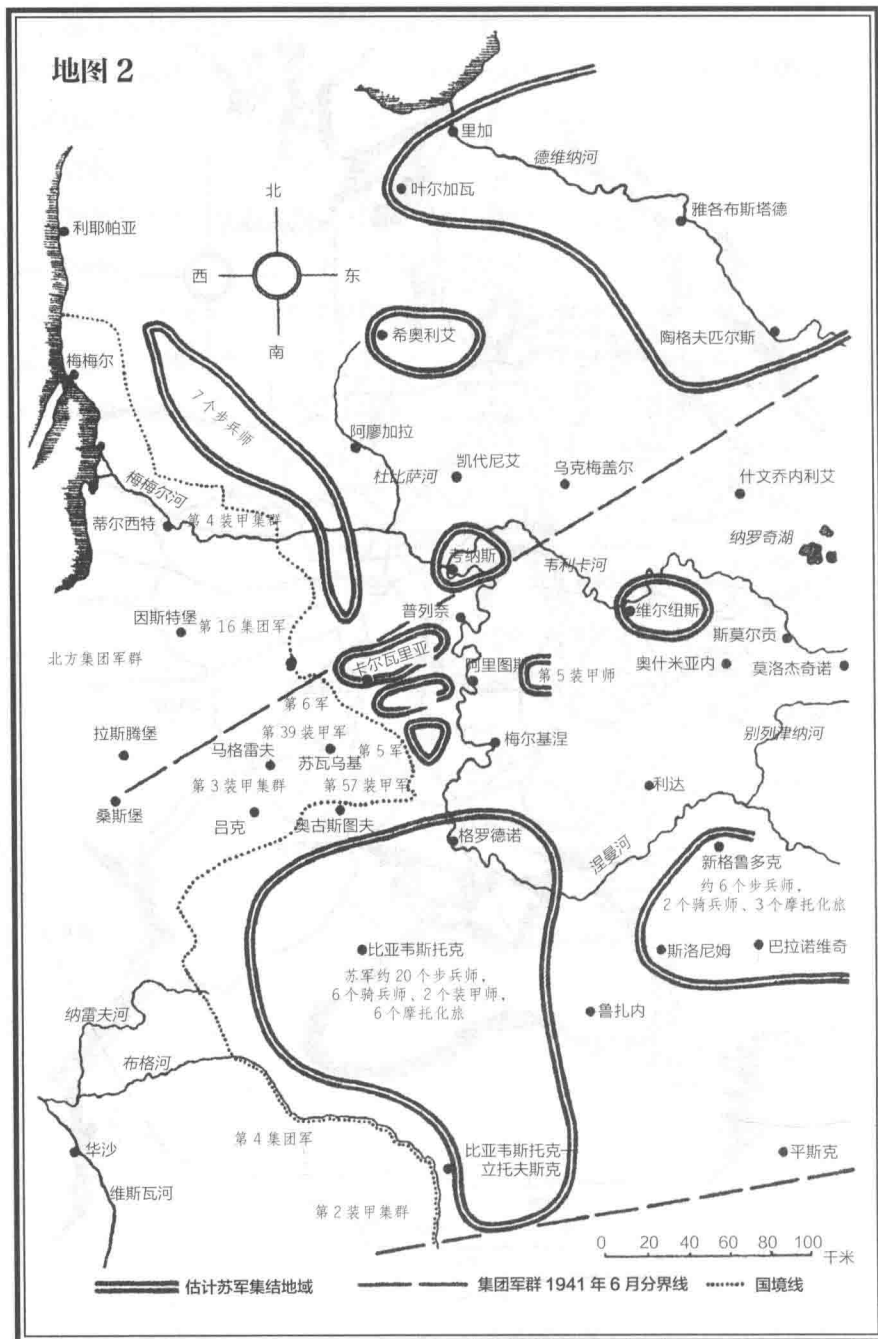 地图 2
里加
德维纳河
北
叶尔加瓦
雅各布斯塔德
利耶帕亚
西
东
南
希奥利艾
陶格夫匹尔斯
梅梅尔
7个步兵师
阿廖加拉
杜比萨河
凯代尼艾
乌克梅盖尔
什文乔内利艾
梅梅尔河
第4装甲集群
蒂尔西特
纳罗奇湖
考纳斯
韦利卡河
普列奈
维尔纽斯
因斯特堡
第16集团军
斯莫尔贡
北方集团军群
卡尔瓦里亚
阿里图斯
第5装甲师
奥什米亚内
莫洛杰奇诺
第6军
拉斯腾堡
第39装甲军
马格雷夫
苏瓦乌基
第5军
梅尔基涅
别列津纳河
第3装甲集群
第57装甲军
利达
桑斯堡
吕克
奥古斯图夫
格罗德诺
涅曼河
新格鲁多克
约6个步兵师，
2个骑兵师、3个摩托化旅
比亚韦斯托克
斯洛尼姆
巴拉诺维奇
苏军约20个步兵师，
6个骑兵师、2个装甲师，
6个摩托化旅
纳雷夫河
鲁扎内
布格河
第4集团军
华沙
比亚韦斯托克—
立托夫斯克
平斯克
维斯瓦河
第2装甲集群
0 20 40 60 80 100
千米
估计苏军集结地域
集团军群1941年6月分界线
国境线